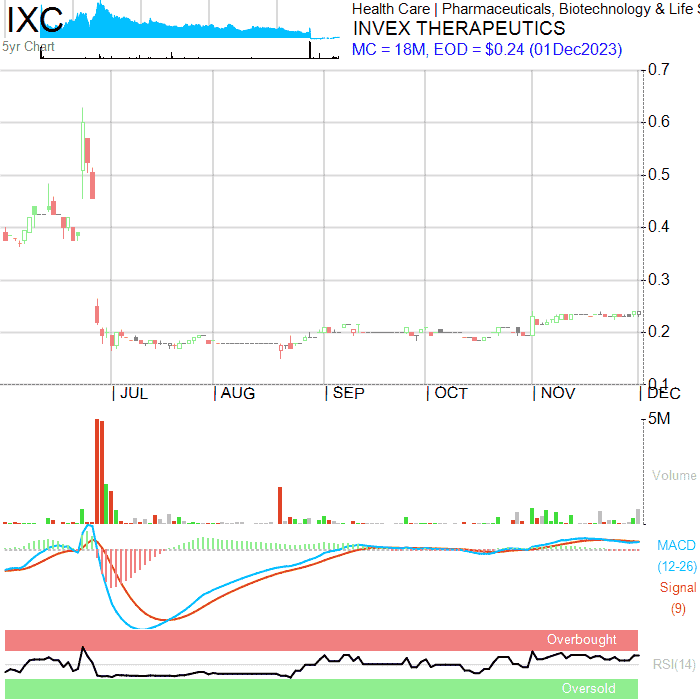 IXC
5yr Chart
Health Care | Pharmaceuticals, Biotechnology & Life S
INVEX THERAPEUTICS
MC = 18M, EOD = $0.24 (01Dec2023)
0.7
0.6
0.5
0.4
0.3
0.2
0.1
| JUL | AUG | SEP | OCT | NOV | DEC
5M
Volume
MACD
(12-26)
Signal
(9)
Overbought
RSI(14)
Oversold